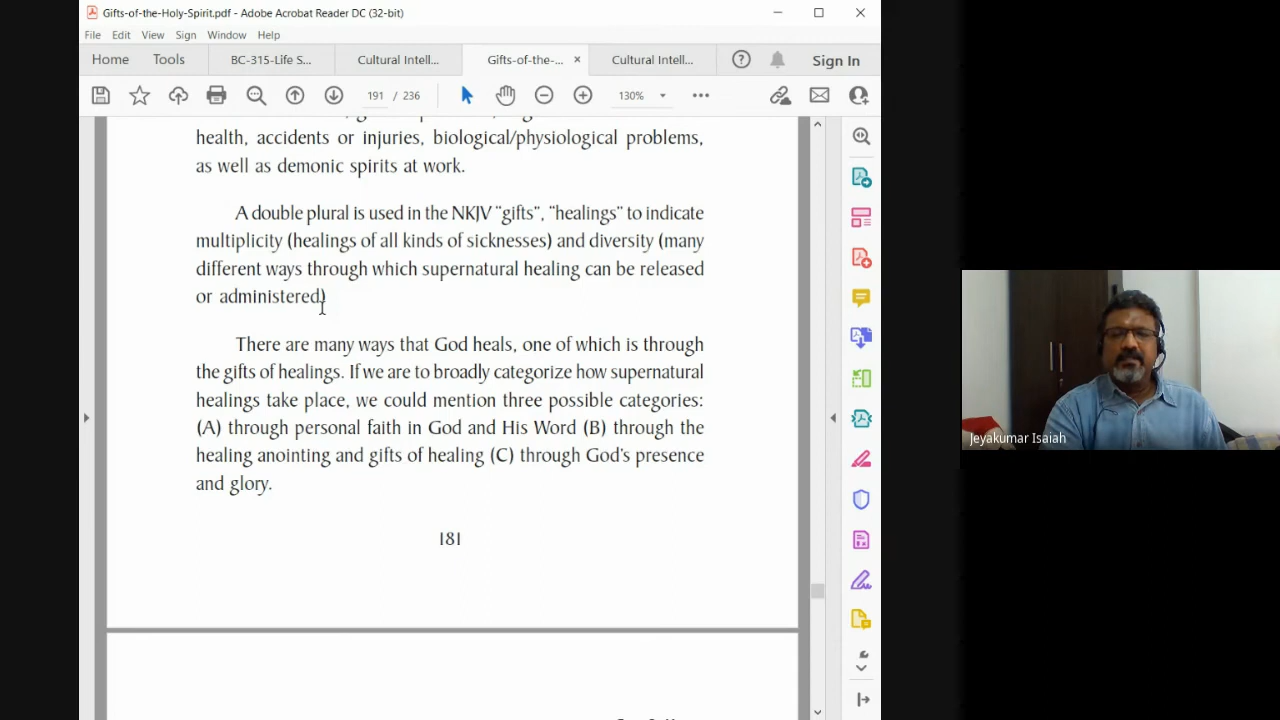 Gifts-of-the-Holy-Spirit.pdf - Adobe Acrobat Reader DC (32-bit)
File Edit View Sign Window Help
Home Tools BC-315-Life S... Cultural Intell... Gifts-of-the-... Cultural Intell... Sign In
191 / 236 130%
health, accidents or injuries, biological/physiological problems,
as well as demonic spirits at work.
A double plural is used in the NKJV "gifts", "healings" to indicate
multiplicity (healings of all kinds of sicknesses) and diversity (many
different ways through which supernatural healing can be released
or administered)
There are many ways that God heals, one of which is through
the gifts of healings. If we are to broadly categorize how supernatural
healings take place, we could mention three possible categories:
(A) through personal faith in God and His Word (B) through the
healing anointing and gifts of healing (C) through God's presence
and glory.
181
Jeyakumar Isaiah